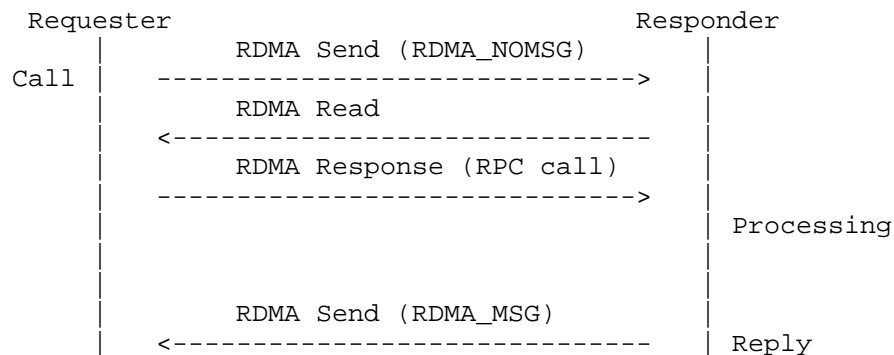 Requester Responder
RDMA Send (RDMA_NOMSG)
Call
RDMA Read
RDMA Response (RPC call)
Processing
RDMA Send (RDMA_MSG)
Reply